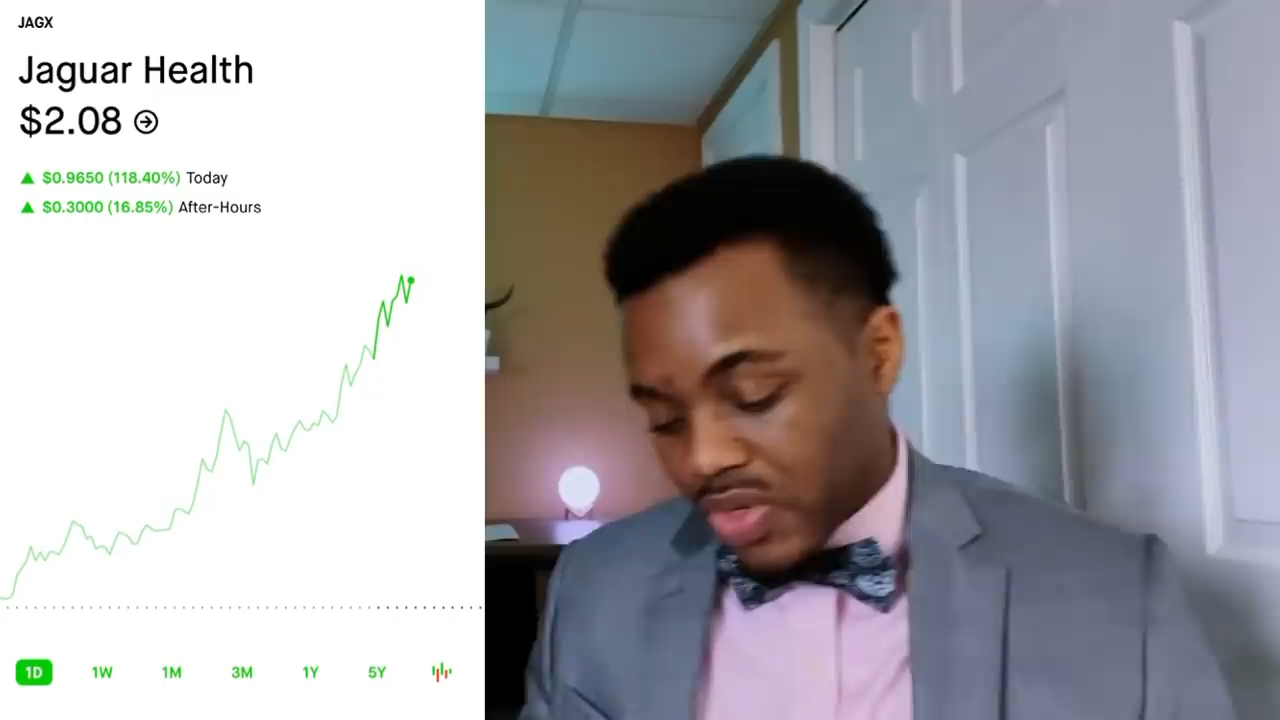 JAGX
Jaguar Health
$2.08
$0.9650 (118.40%) Today
$0.3000 (16.85%) After-Hours
1D 1W 1M 3M 1Y 5Y